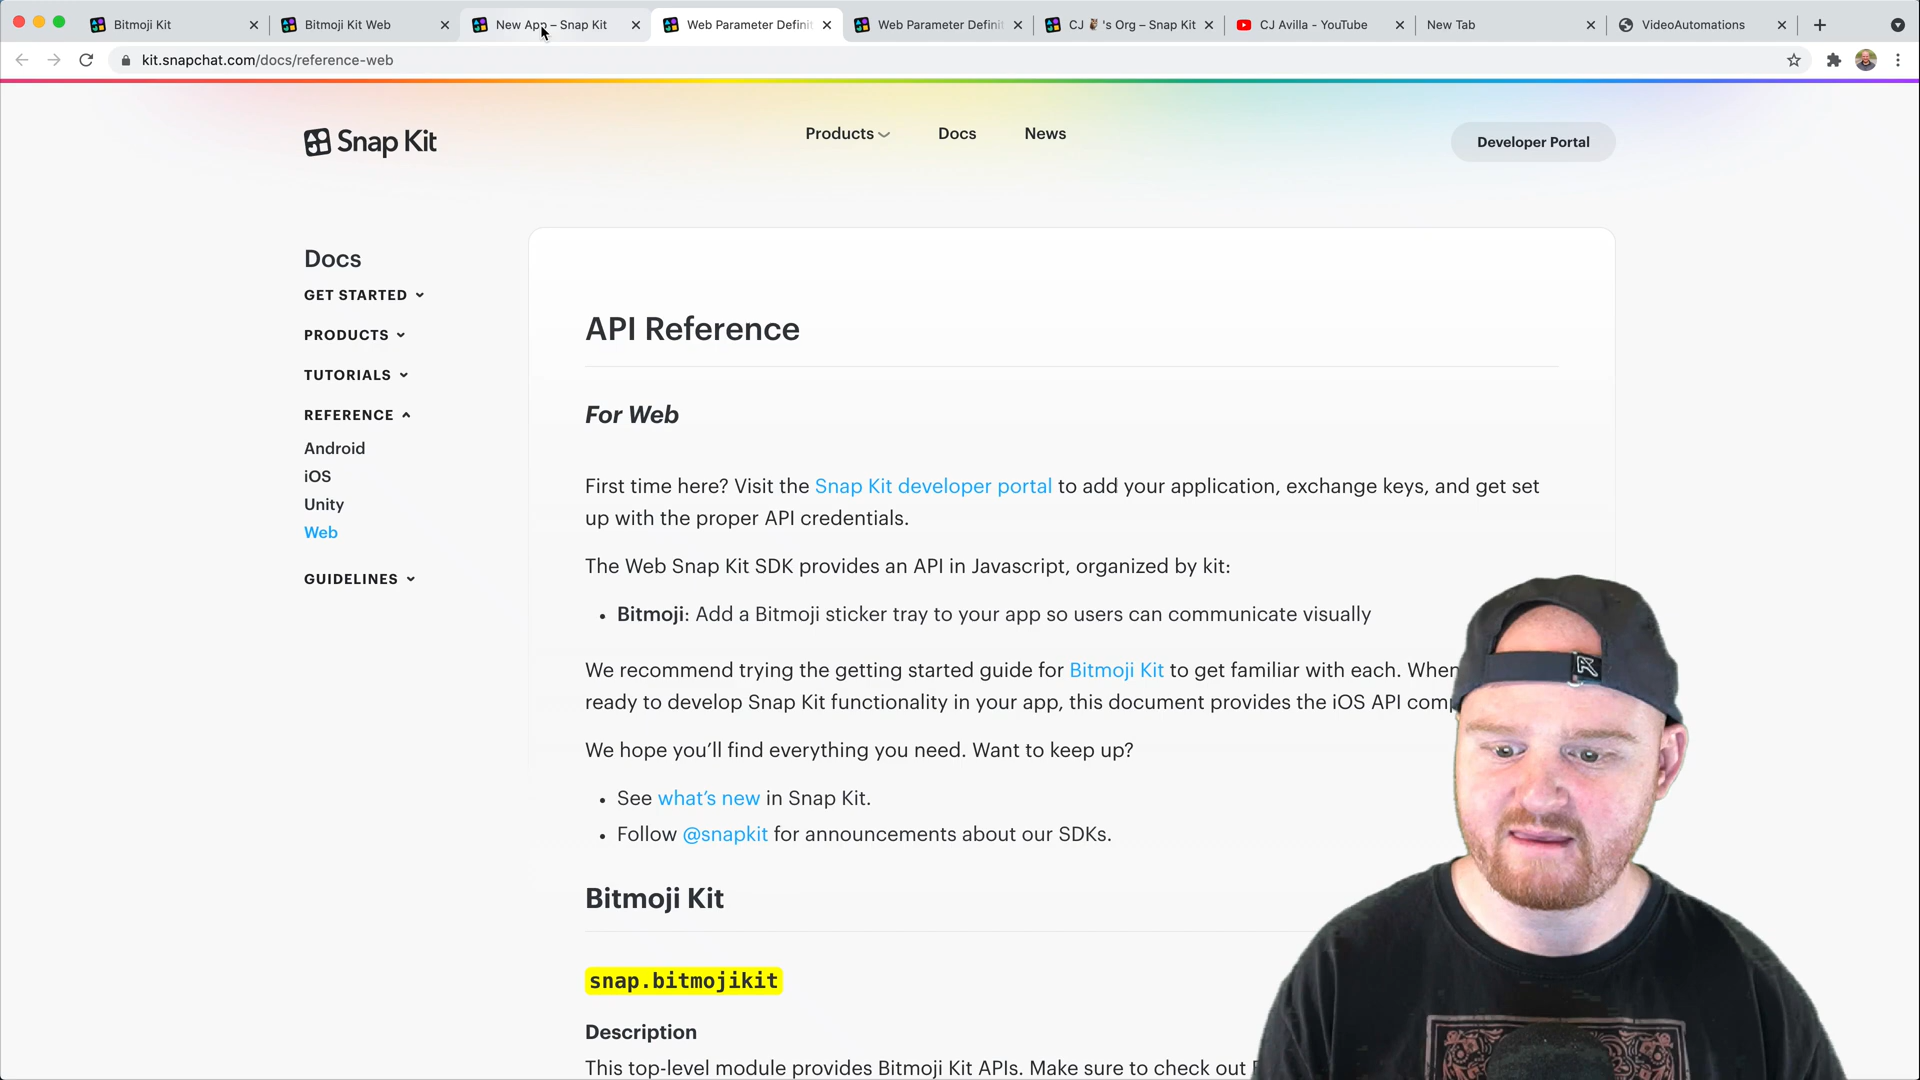 Bitmoji Kit
Bitmoji Kit Web
New App – Snap Kit
Web Parameter Definit
Web Parameter Definit
CJ 's Org – Snap Kit
CJ Avilla - YouTube
New Tab
VideoAutomations
kit.snapchat.com/docs/reference-web
Snap Kit
Products
Docs
News
Developer Portal
Docs
GET STARTED
PRODUCTS
TUTORIALS
REFERENCE
Android
iOS
Unity
Web
GUIDELINES
API Reference
For Web
First time here? Visit the Snap Kit developer portal to add your application, exchange keys, and get set
up with the proper API credentials.
The Web Snap Kit SDK provides an API in Javascript, organized by kit:
• Bitmoji: Add a Bitmoji sticker tray to your app so users can communicate visually
We recommend trying the getting started guide for Bitmoji Kit to get familiar with each. When
ready to develop Snap Kit functionality in your app, this document provides the iOS API comp
We hope you’ll find everything you need. Want to keep up?
• See what’s new in Snap Kit.
• Follow @snapkit for announcements about our SDKs.
Bitmoji Kit
snap.bitmojikit
Description
This top-level module provides Bitmoji Kit APIs. Make sure to check out